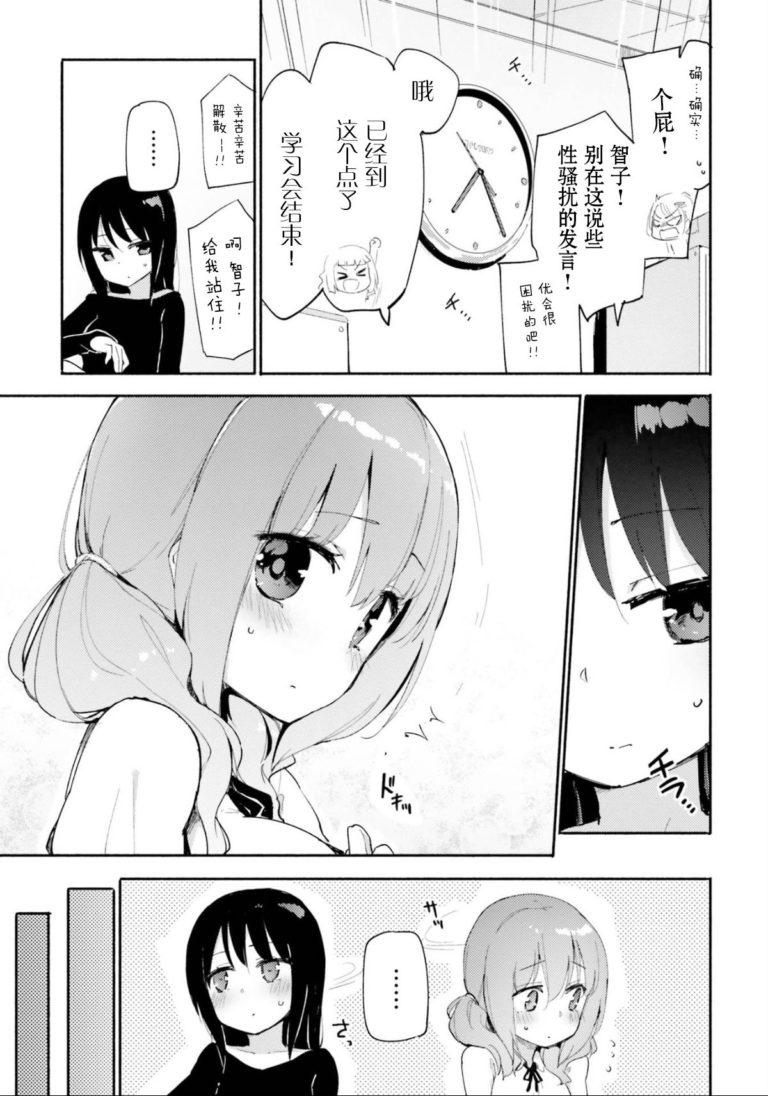 确…确实…
个屁！
智子！
别在这说些
性骚扰的发言！
优会很
困扰的吧!!
チ…
哦
已经到
这个点了
学习会结束！
チッ…
辛苦辛苦
解散ー!!
啊 智子！
给我站住!!
……
チラ…
ドキッ
サッ
……
さっ